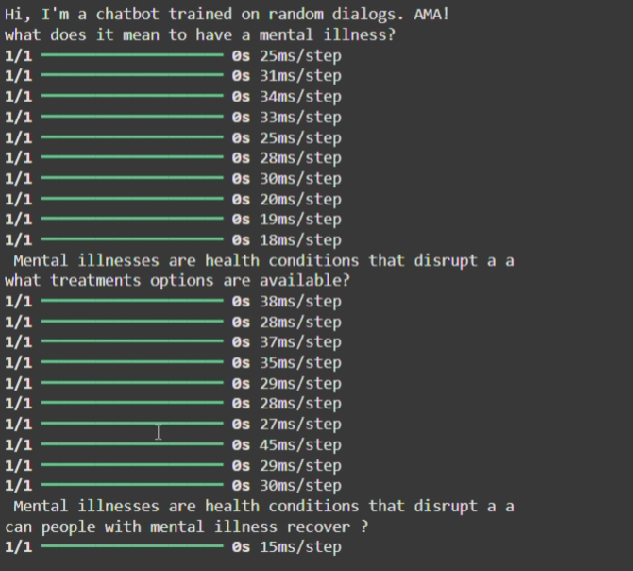 Hi, I'm a chatbot trained on random dialogs. AMA!
what does it mean to have a mental illness?
1/1 0s 25ms/step
1/1 0s 31ms/step
1/1 0s 34ms/step
1/1 0s 33ms/step
1/1 0s 25ms/step
1/1 0s 28ms/step
1/1 0s 30ms/step
1/1 0s 20ms/step
1/1 0s 19ms/step
1/1 0s 18ms/step
Mental illnesses are health conditions that disrupt a a
what treatments options are available?
1/1 0s 38ms/step
1/1 0s 28ms/step
1/1 0s 37ms/step
1/1 0s 35ms/step
1/1 0s 29ms/step
1/1 0s 28ms/step
1/1 0s 27ms/step
1/1 0s 45ms/step
1/1 0s 29ms/step
1/1 0s 30ms/step
Mental illnesses are health conditions that disrupt a a
can people with mental illness recover ?
1/1 0s 15ms/step